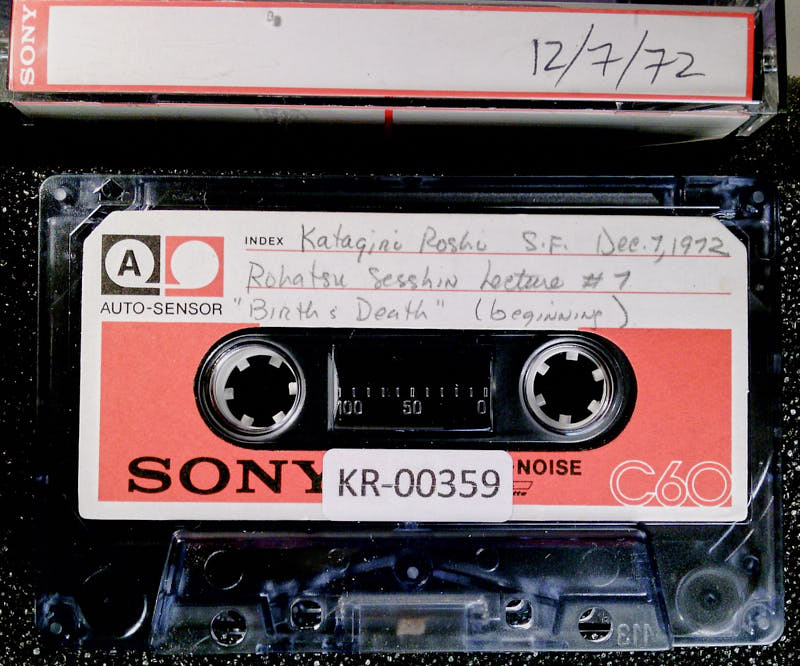 SONY
12/7/72
A
INDEX Katagiri Roshi S.F. Dec. 7, 1972
Rohatsu Sesshin Lecture #7
AUTO-SENSOR "Birth & Death" (beginning)
100 50 0
SONY
-NOISE
KR-00359
C60